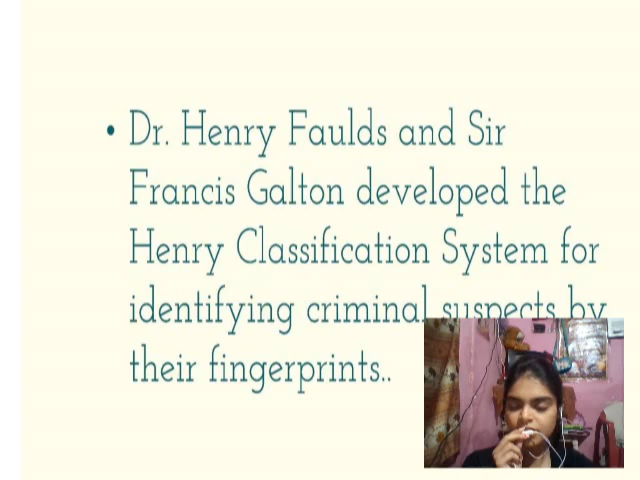 • Dr. Henry Faulds and Sir
Francis Galton developed the
Henry Classification System for
identifying criminal suspects by
their fingerprints..